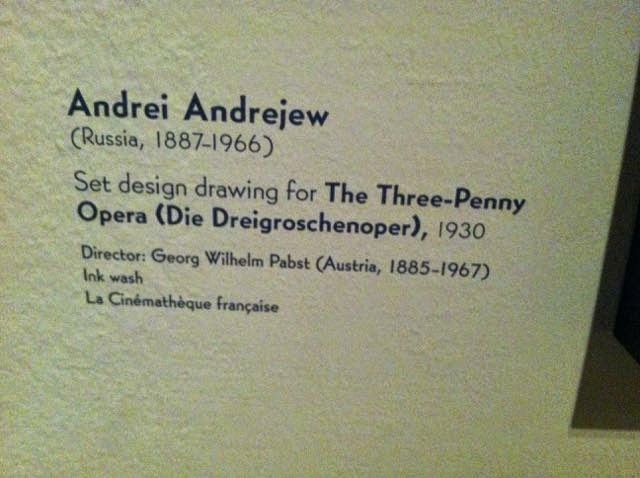 Andrei Andrejew
(Russia, 1887–1966)
Set design drawing for The Three-Penny
Opera (Die Dreigroschenoper), 1930
Director: Georg Wilhelm Pabst (Austria, 1885–1967)
Ink wash
La Cinémathèque française